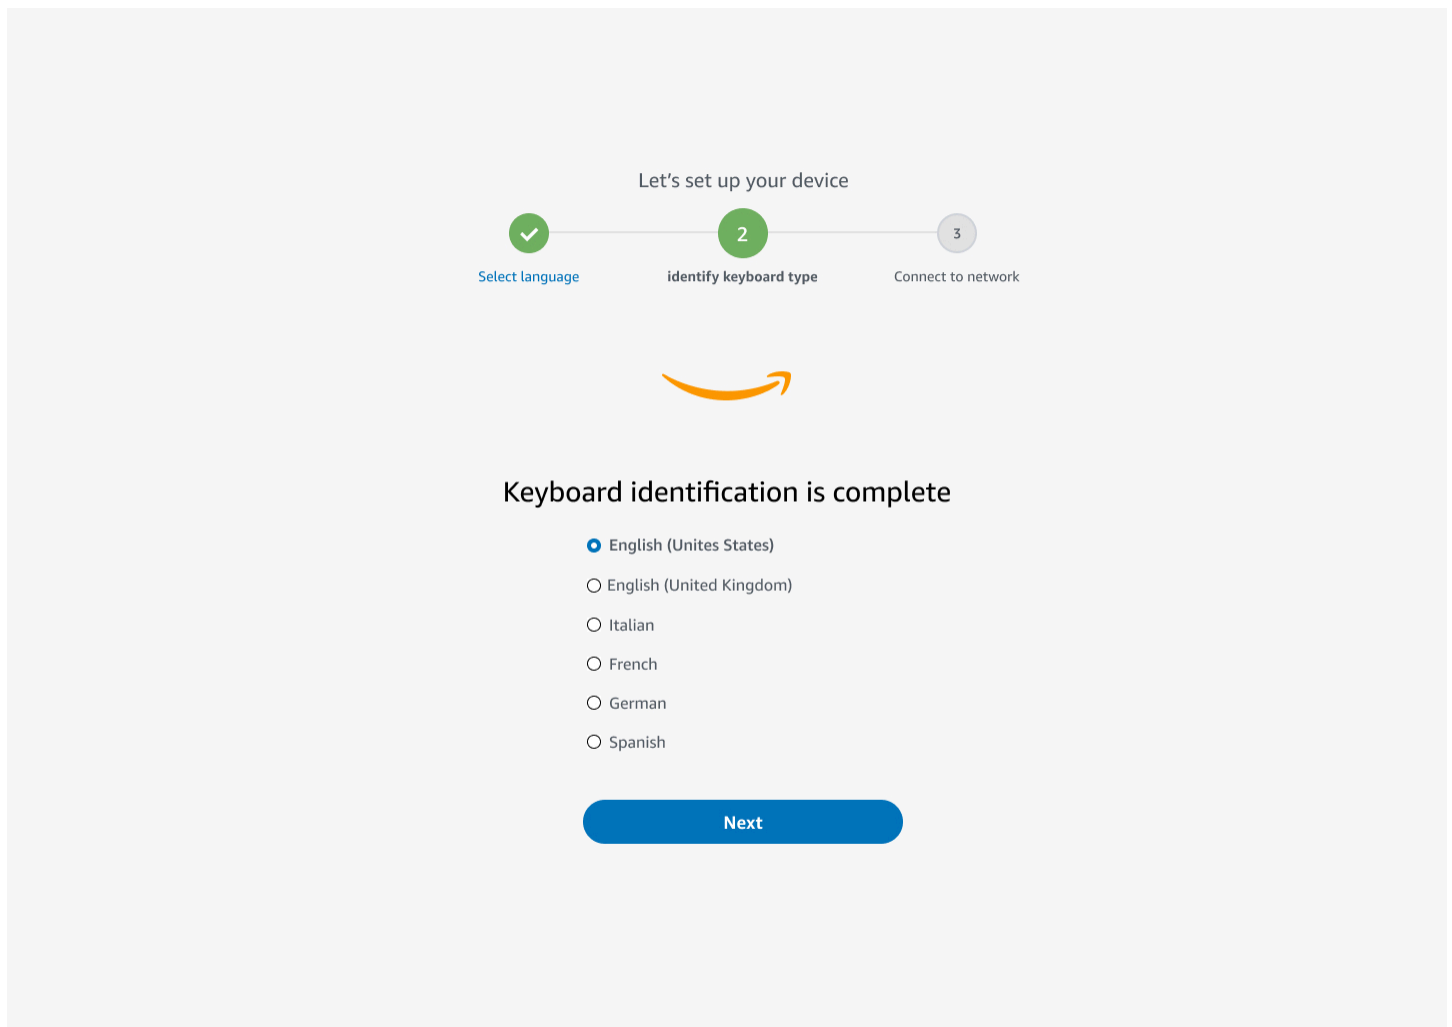 Let's set up your device
2
3
Select language
identify keyboard type
Connect to network
Keyboard identification is complete
English (Unites States)
English (United Kingdom)
Italian
French
German
Spanish
Next